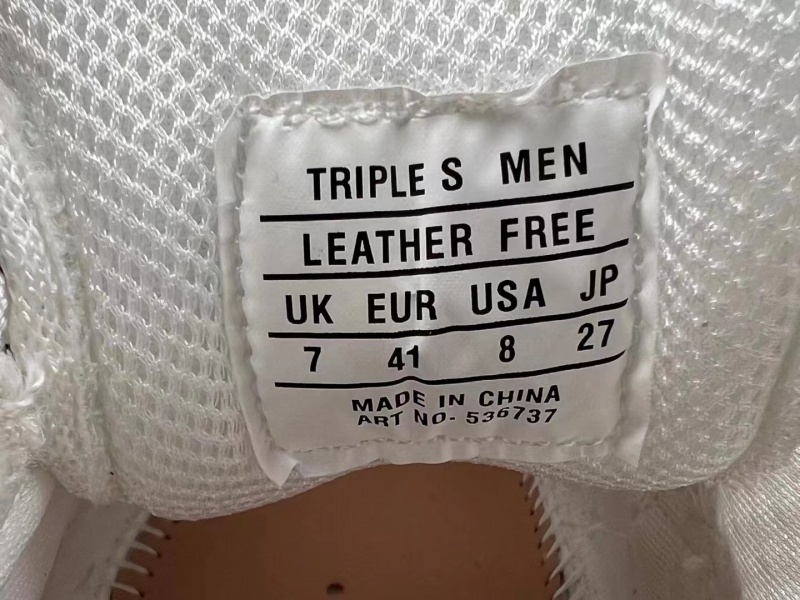 TRIPLE S MEN
LEATHER FREE
UK EUR USA JP
7 41 8 27
MADE IN CHINA
ART NO- 536737